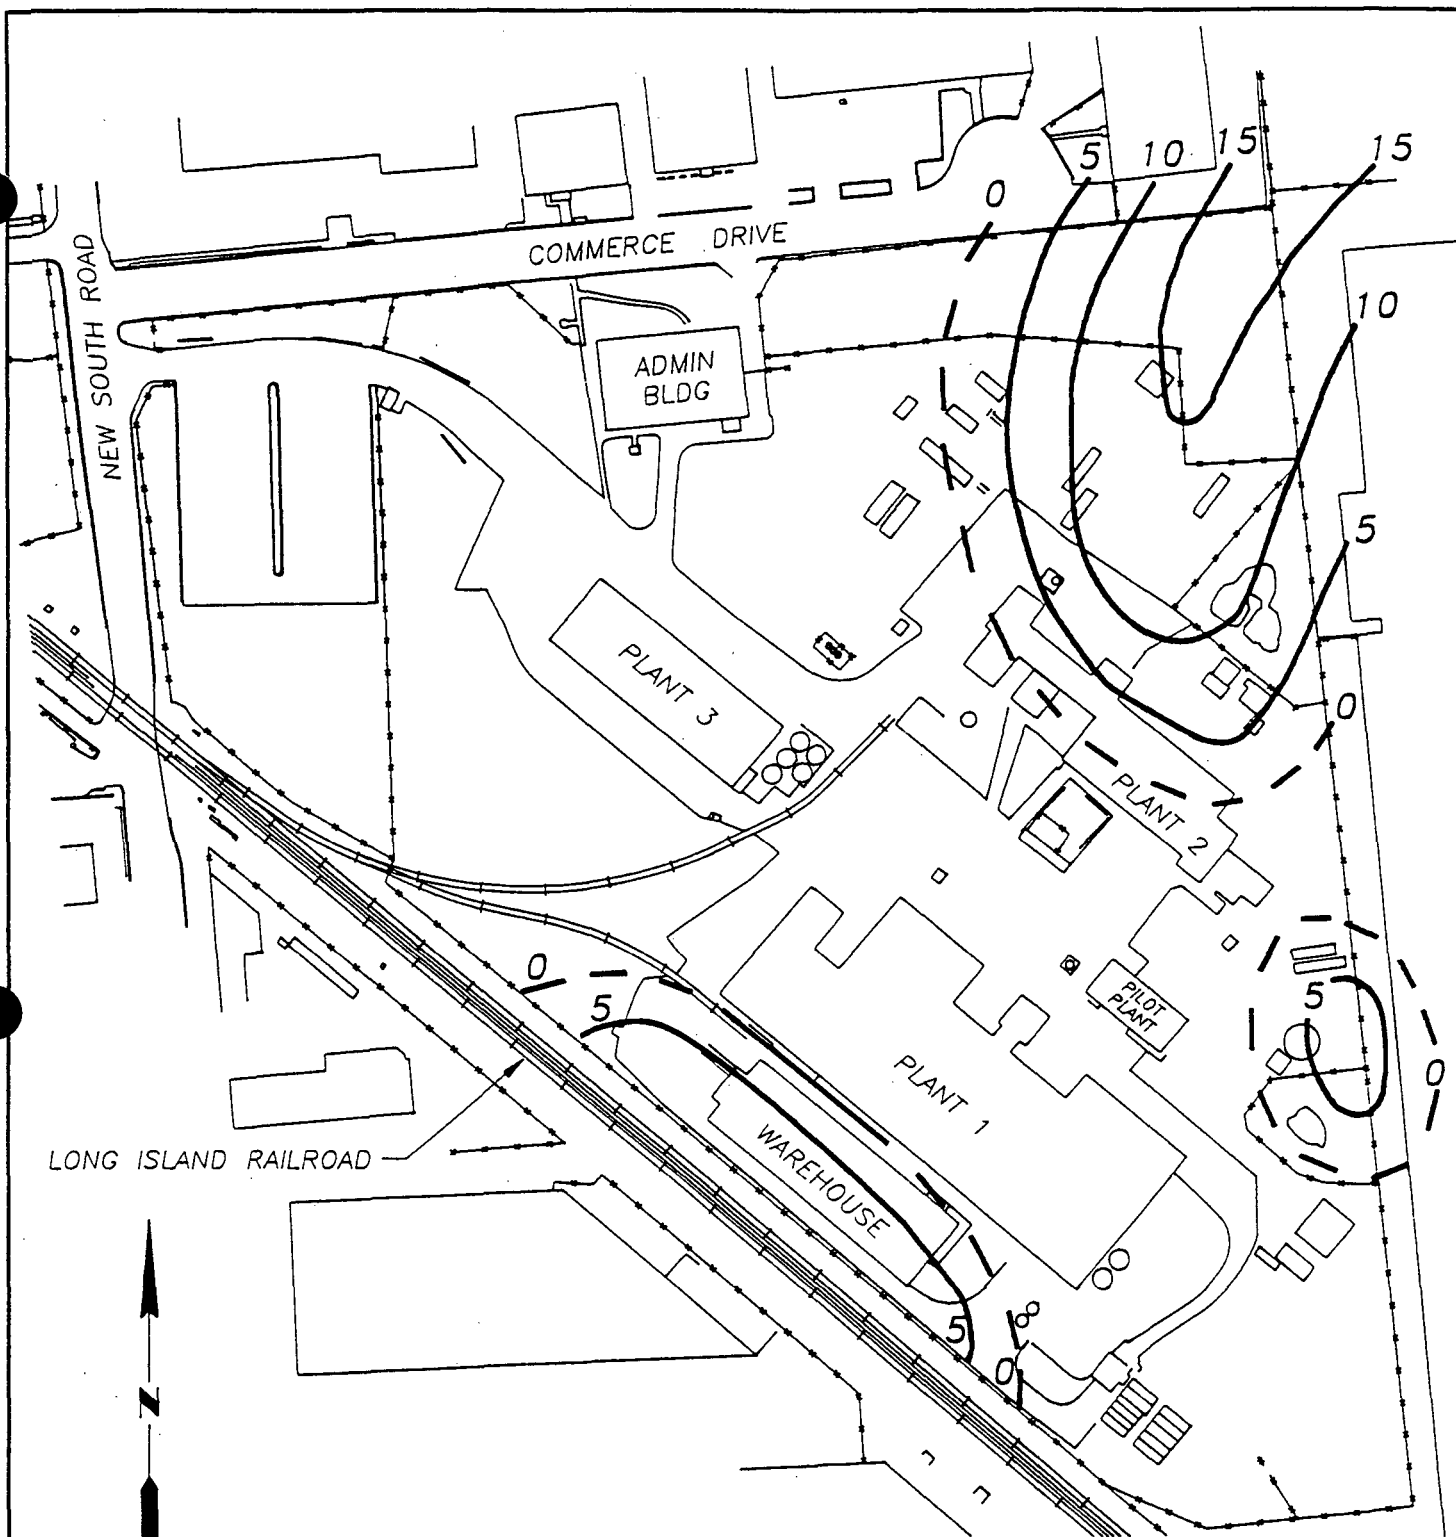 5
10
15
15
0
COMMERCE DRIVE
NEW SOUTH ROAD
10
ADMIN
BLDG
5
PLANT 3
0
PLANT 2
0
5
5
PILOT
PLANT
0
PLANT 1
WAREHOUSE
LONG ISLAND RAILROAD
5
0
N